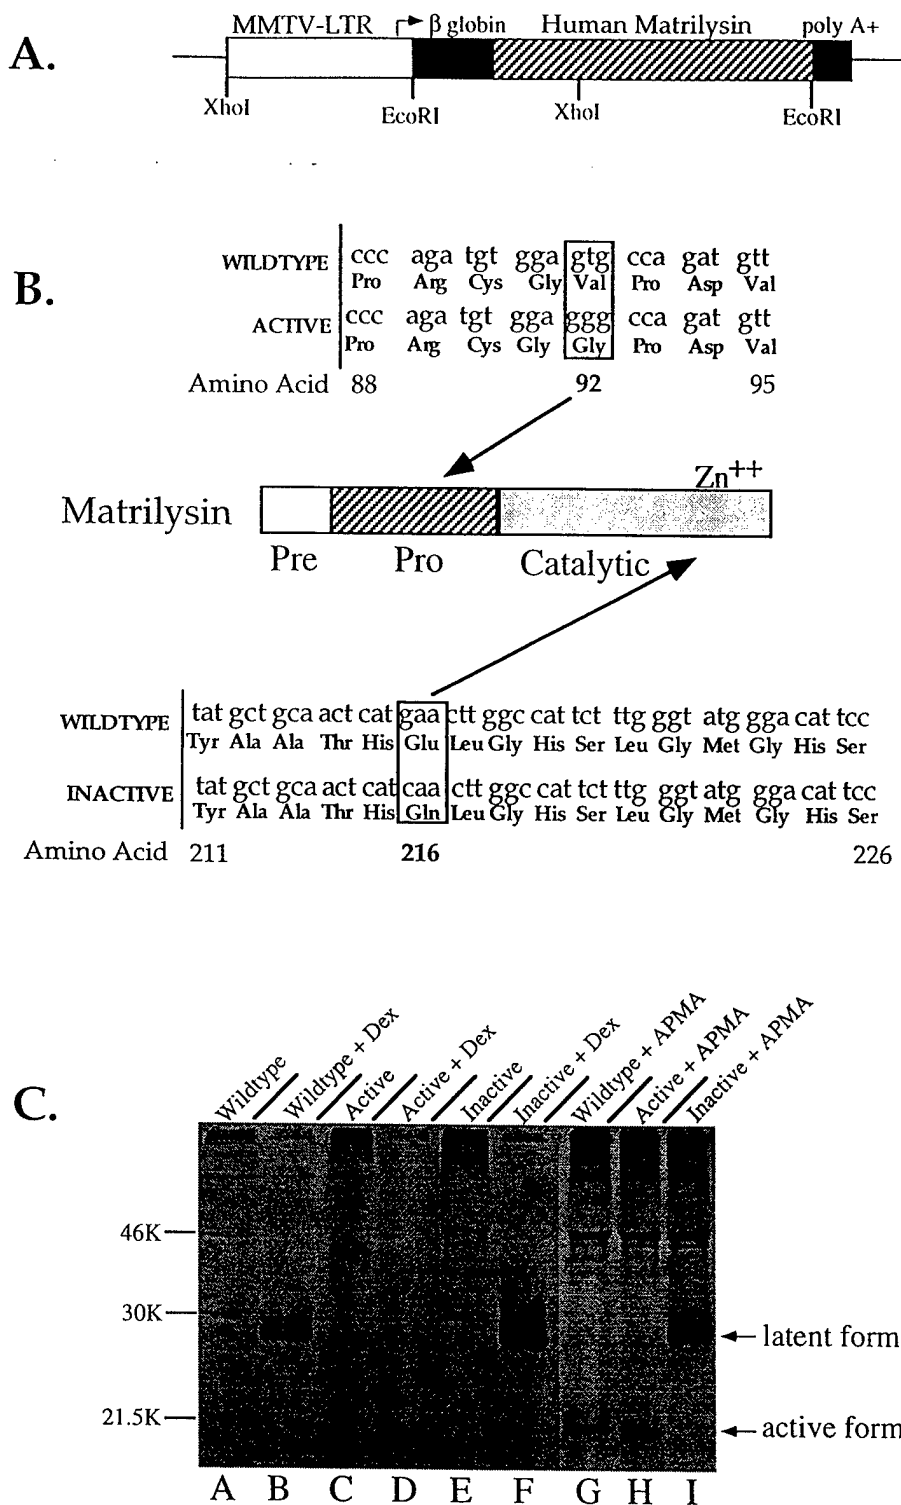 A.
MMTV-LTR β globin Human Matrilysin poly A+
XhoI EcoRI XhoI EcoRI
B.
WILDTYPE ccc aga tgt gga gtg cca gat gtt
Pro Arg Cys Gly Val Pro Asp Val
ACTIVE ccc aga tgt gga ggg cca gat gtt
Pro Arg Cys Gly Gly Pro Asp Val
Amino Acid 88 92 95
Zn++
Matrilysin
Pre Pro Catalytic
WILDTYPE tat gct gca act cat gaa ctt ggc cat tct ttg ggt atg gga cat tcc
Tyr Ala Ala Thr His Glu Leu Gly His Ser Leu Gly Met Gly His Ser
INACTIVE tat gct gca act cat caa ctt ggc cat tct ttg ggt atg gga cat tcc
Tyr Ala Ala Thr His Gln Leu Gly His Ser Leu Gly Met Gly His Ser
Amino Acid 211 216 226
C.
Wildtype
Wildtype + Dex
Active
Active + Dex
Inactive
Inactive + Dex
Wildtype + APMA
Active + APMA
Inactive + APMA
46K
30K
latent form
21.5K
active form
A B C D E F G H I